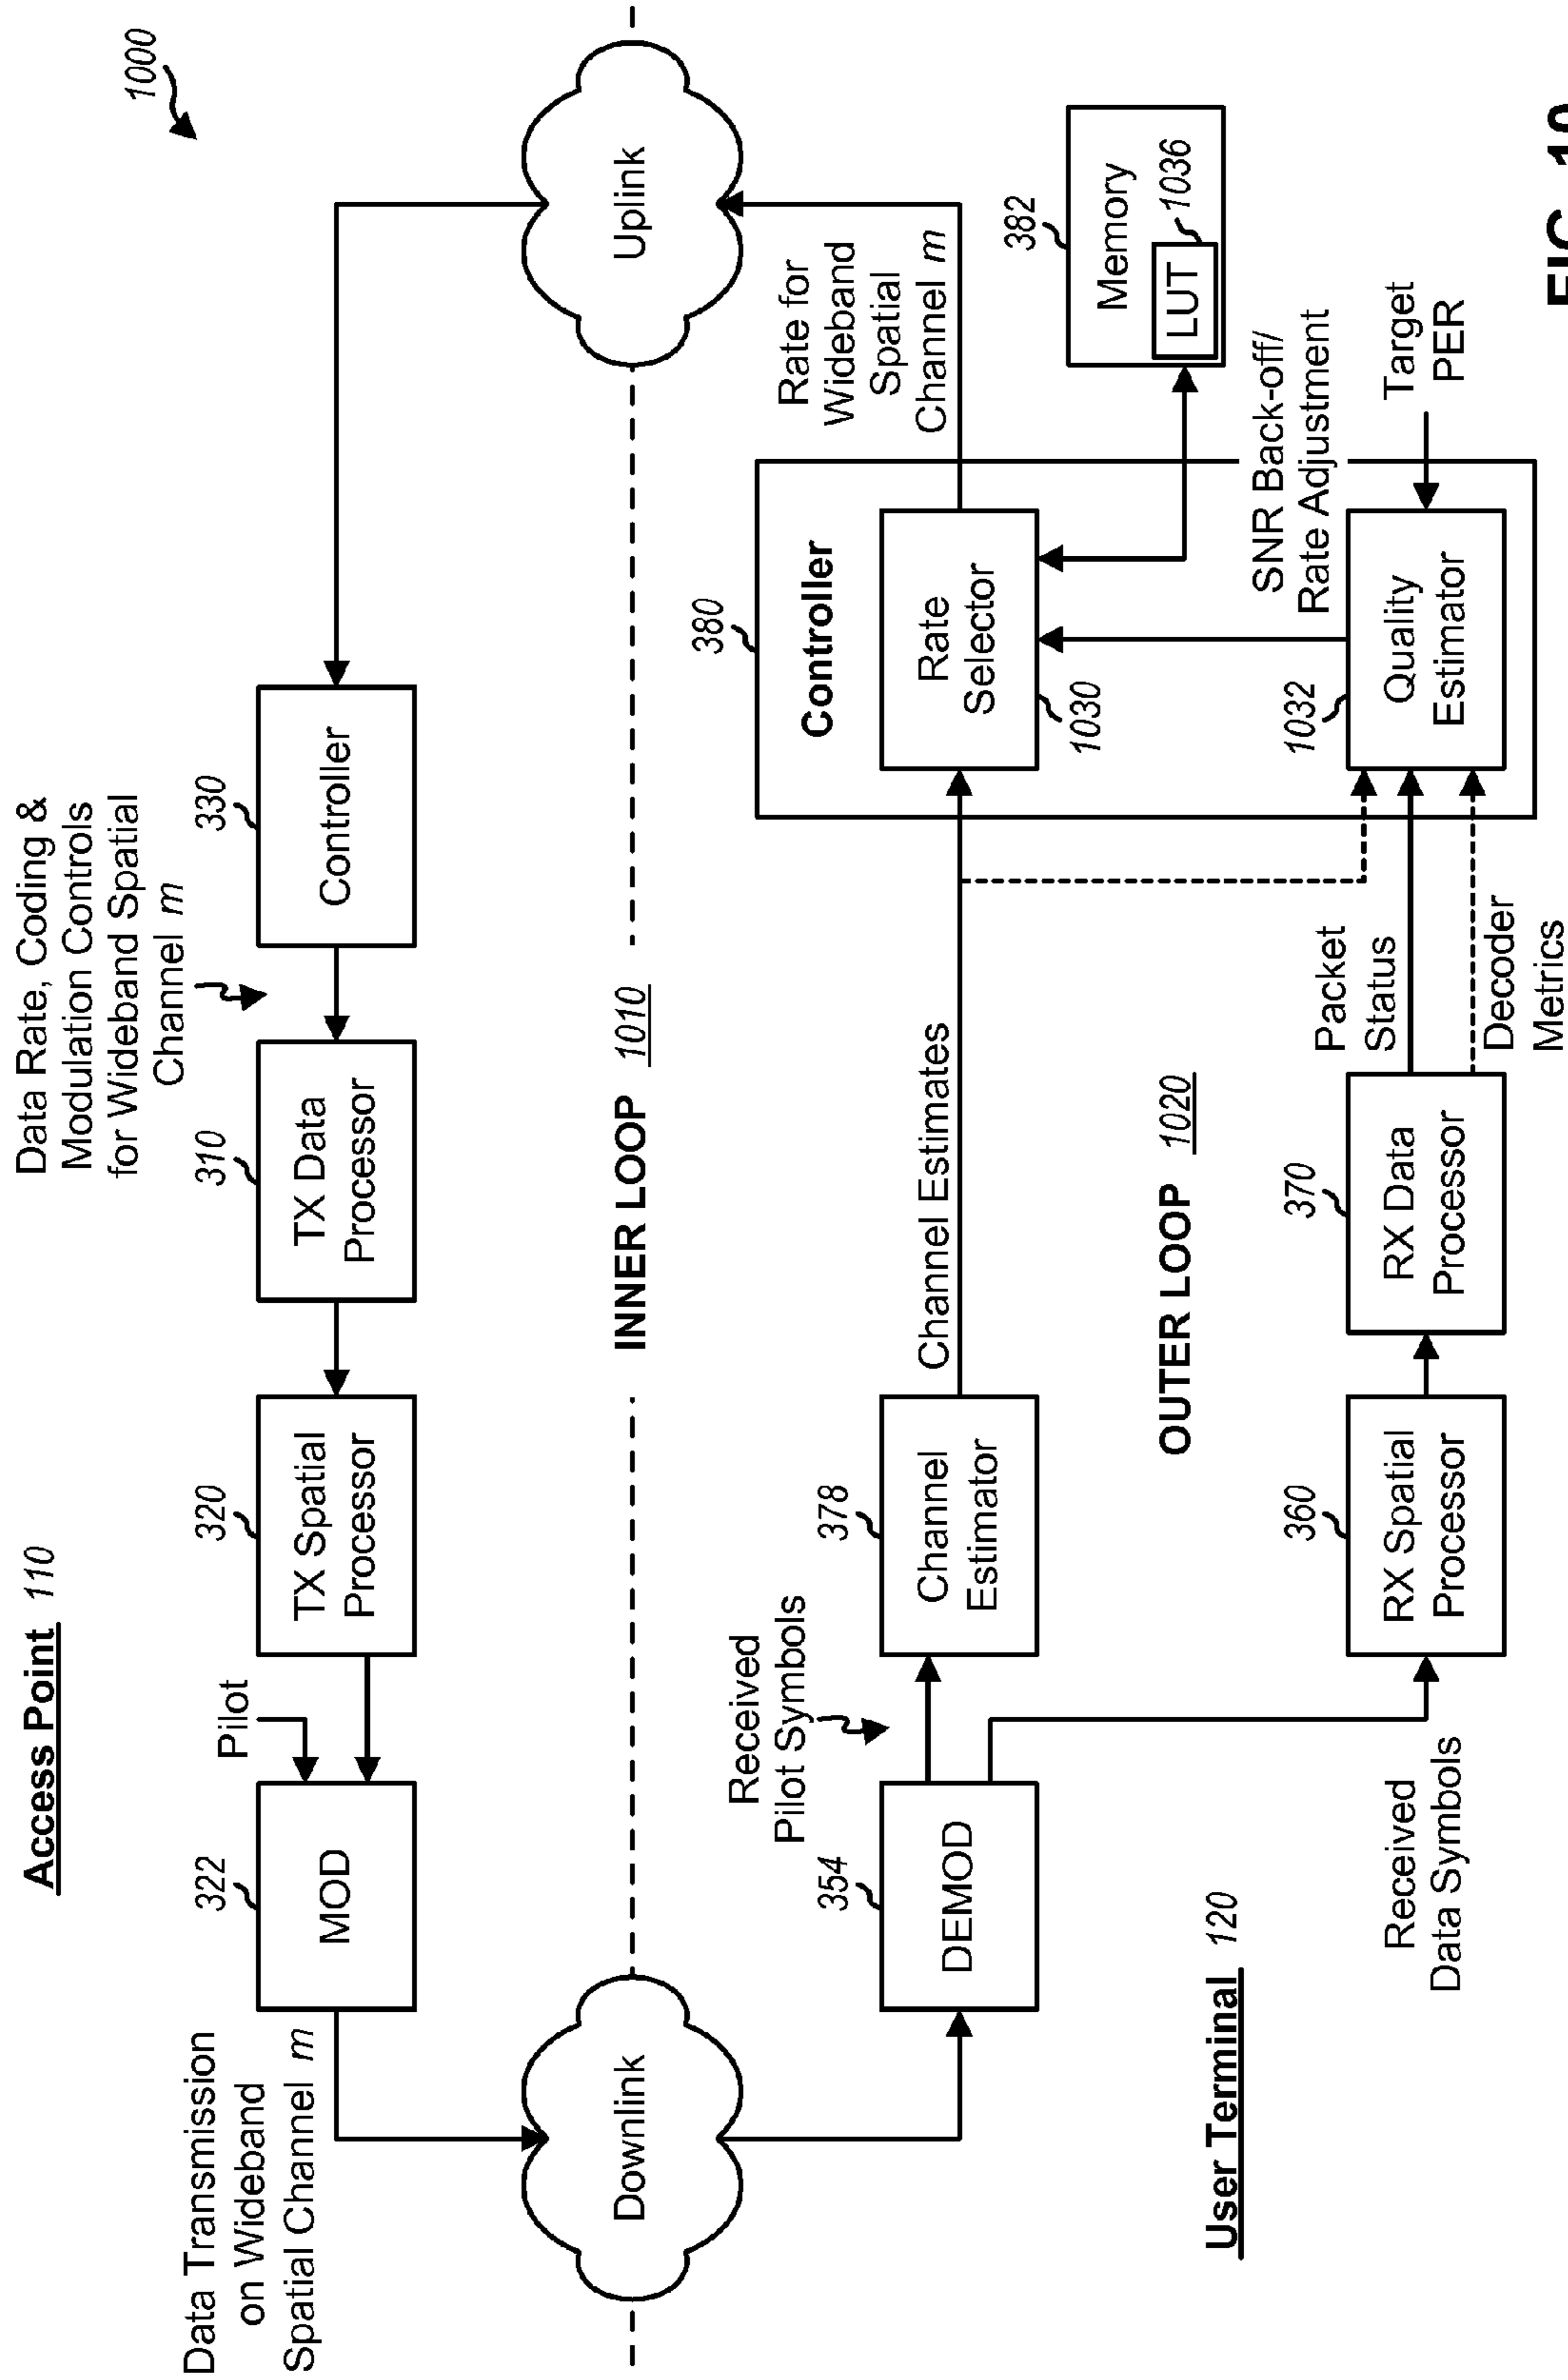 1000
Access Point 110
Data Rate, Coding &
Modulation Controls
for Wideband Spatial
Channel m
Data Transmission
on Wideband
Spatial Channel m
322
MOD
Pilot
320
TX Spatial
Processor
310
TX Data
Processor
330
Controller
Downlink
INNER LOOP 1010
Uplink
354
DEMOD
Received
Pilot Symbols
378
Channel
Estimator
Channel Estimates
380
Controller
Rate
Selector
1030
Rate for
Wideband
Spatial
Channel m
382
Memory
LUT
1036
User Terminal 120
OUTER LOOP 1020
Received
Data Symbols
360
RX Spatial
Processor
370
RX Data
Processor
Packet
Status
Decoder
Metrics
1032
Quality
Estimator
SNR Back-off/
Rate Adjustment
Target
PER